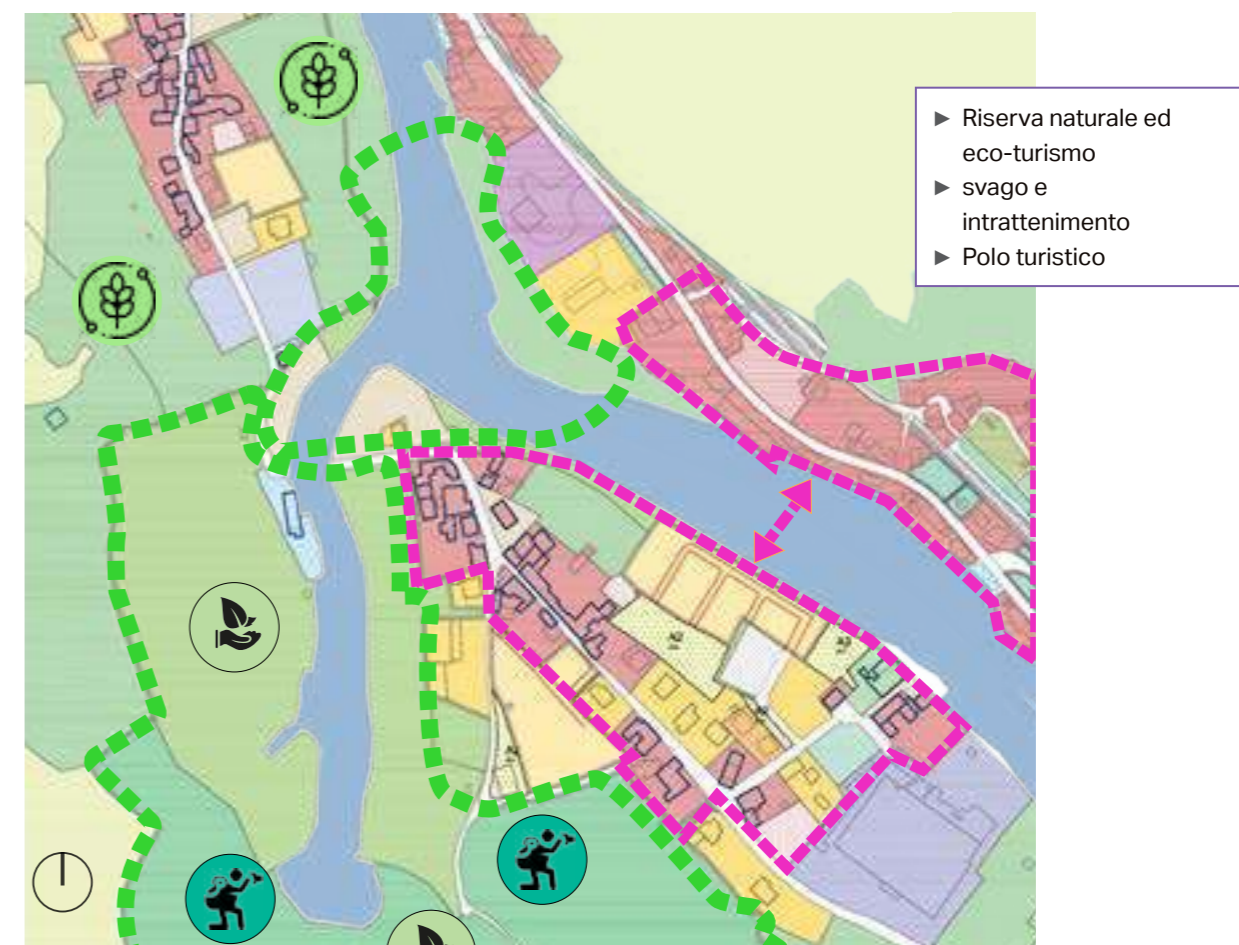 ► Riserva naturale ed
eco-turismo
► svago e
intrattenimento
► Polo turistico